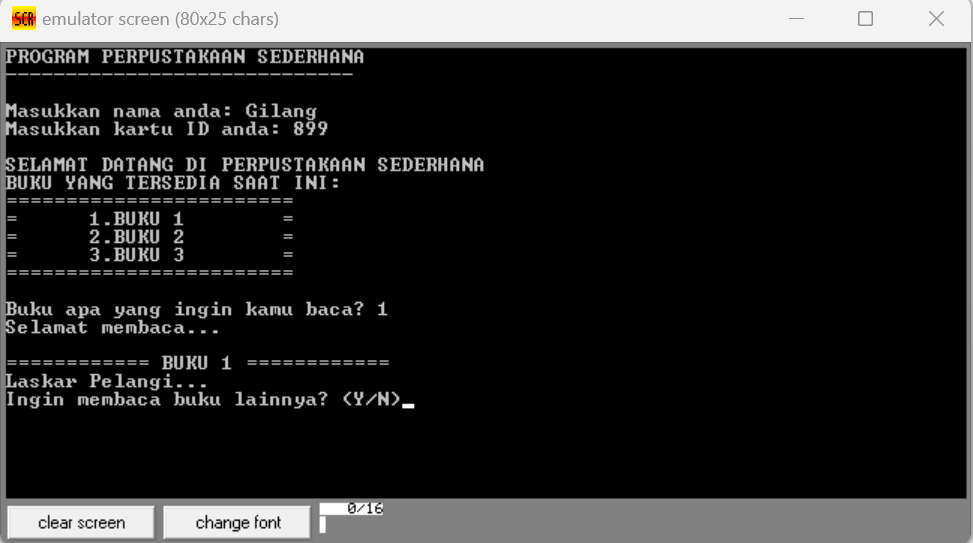 SCR emulator screen (80x25 chars)
PROGRAM PERPUSTAKAAN SEDERHANA
-----------------------------
Masukkan nama anda: Gilang
Masukkan kartu ID anda: 899
SELAMAT DATANG DI PERPUSTAKAAN SEDERHANA
BUKU YANG TERSEDIA SAAT INI:
========================
=      1.BUKU 1        =
=      2.BUKU 2        =
=      3.BUKU 3        =
========================
Buku apa yang ingin kamu baca? 1
Selamat membaca...
============ BUKU 1 ============
Laskar Pelangi...
Ingin membaca buku lainnya? (Y/N)_
clear screen change font 0/16